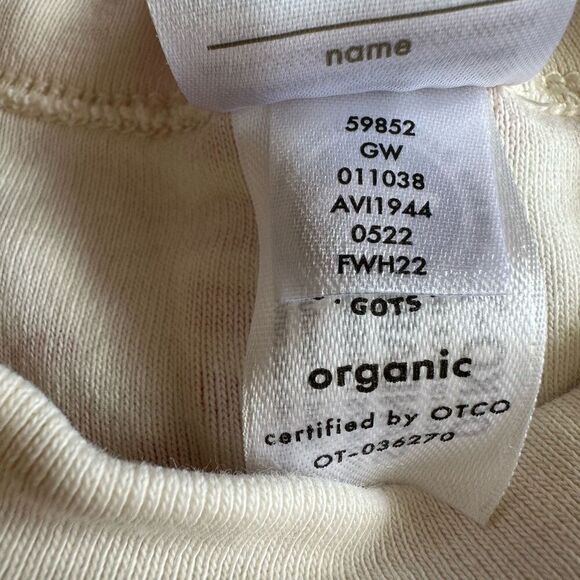 name
59852
GW
011038
AVI1944
0522
FWH22
GOTS
organic
certified by OTCO
OT-036270